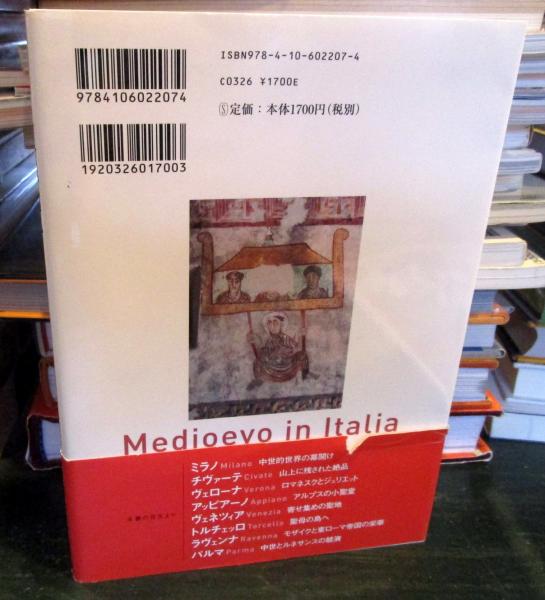 ISBN978-4-10-602207-4
C0326 ¥1700E
Ⓢ定価：本体1700円（税別）
9784106022074
1920326017003
Medioevo in Italia
ミラノ Milano 中世的世界の幕開け
チヴァーテ Civate 山上に残された絶品
ヴェローナ Verona ロマネスクとジュリエット
アッピアーノ Appiano アルプスの小聖堂
ヴェネツィア Venezia 寄せ集めの聖地
トルチェッロ Torcello 聖母の島へ
ラヴェンナ Ravenna モザイクと東ローマ帝国の栄華
パルマ Parma 中世とルネサンスの競演